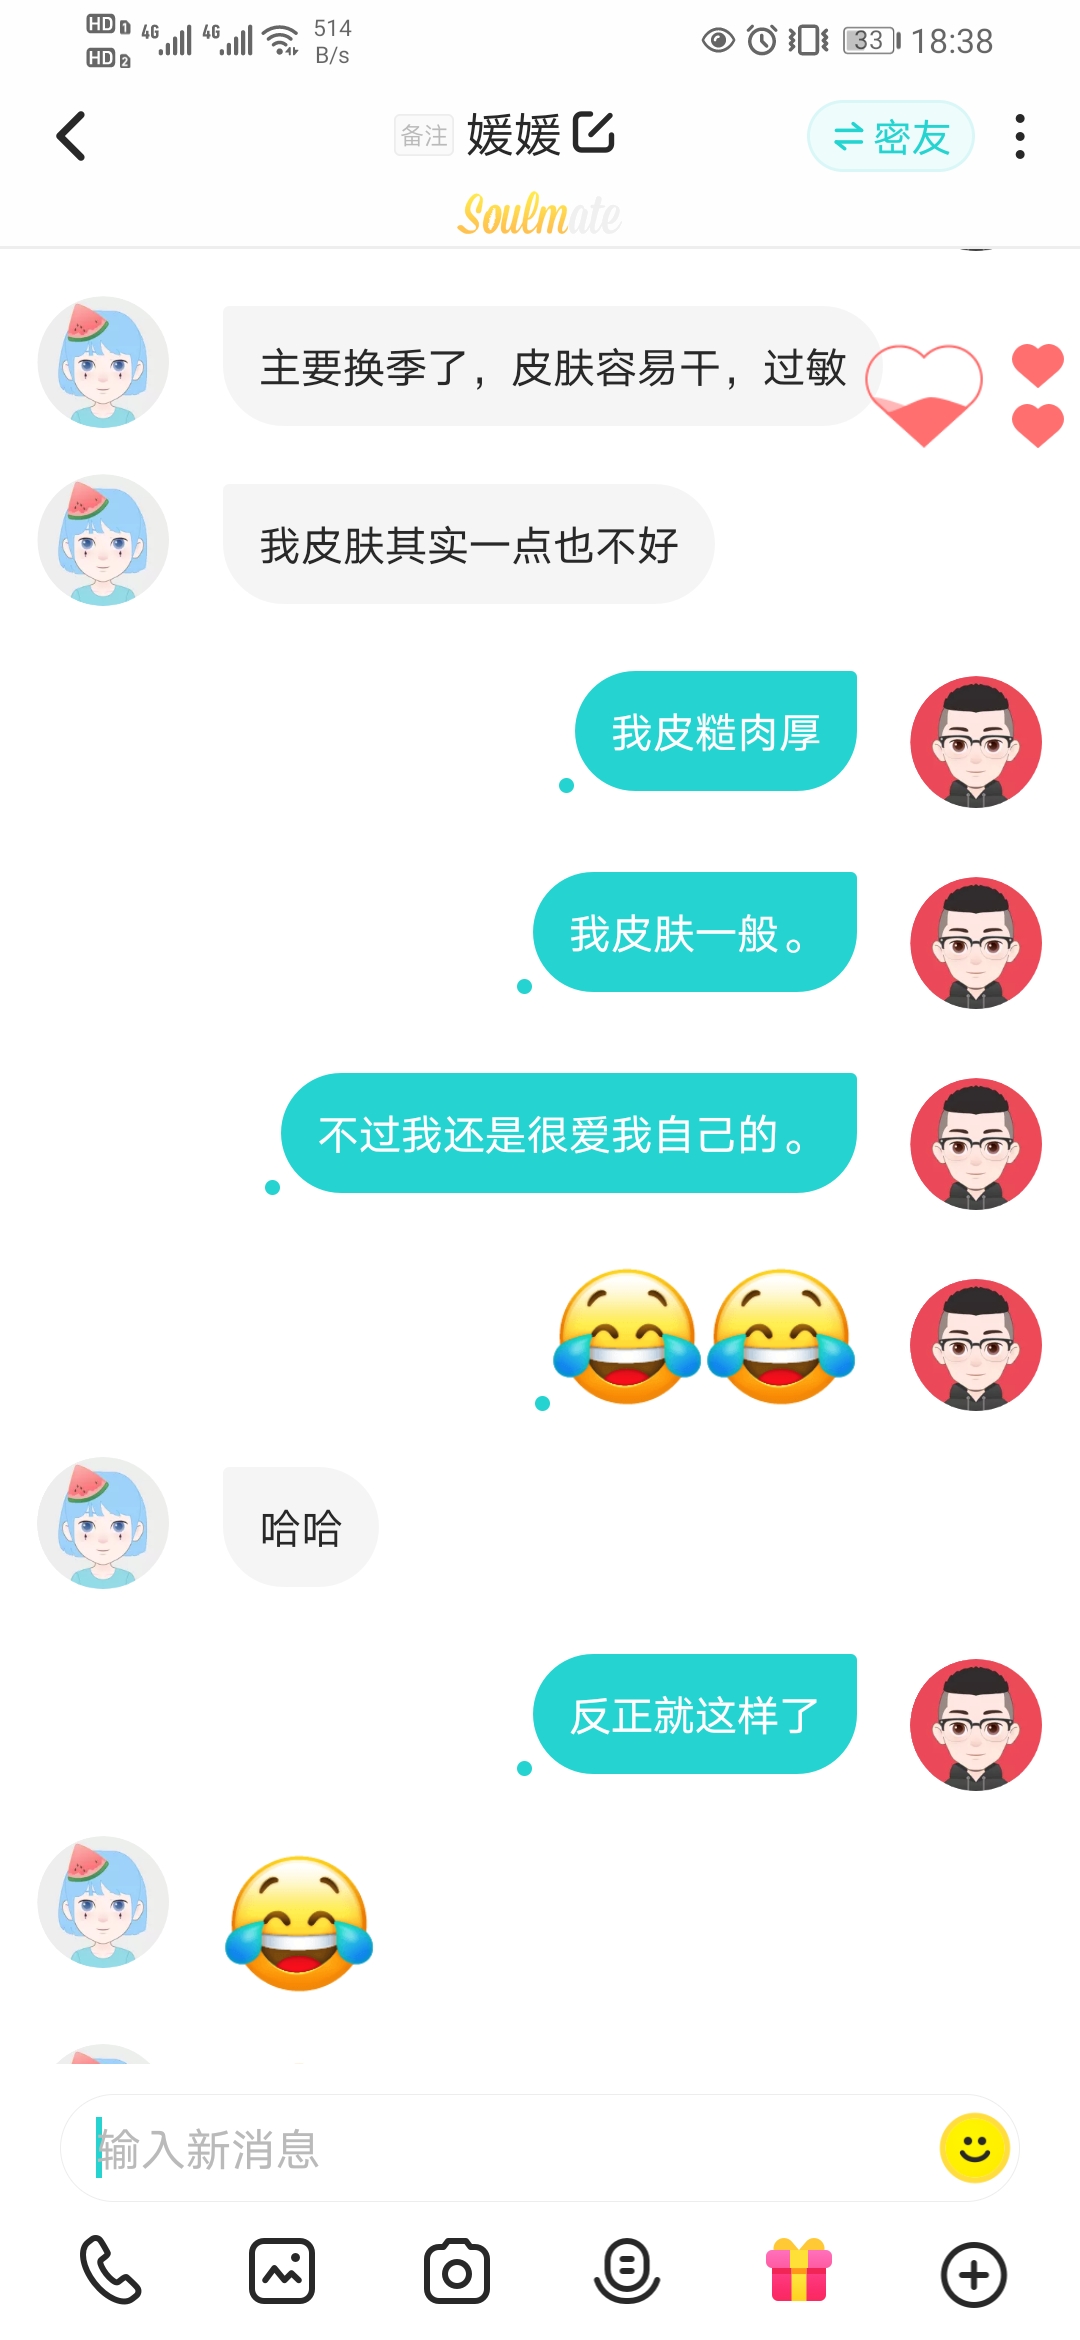 HD 1 4G 4G 514 33 18:38
HD 2 B/s
备注 媛媛 密友
Soulmate
主要换季了，皮肤容易干，过敏
我皮肤其实一点也不好
我皮糙肉厚
我皮肤一般。
不过我还是很爱我自己的。
😂😂
哈哈
反正就这样了
😂
输入新消息